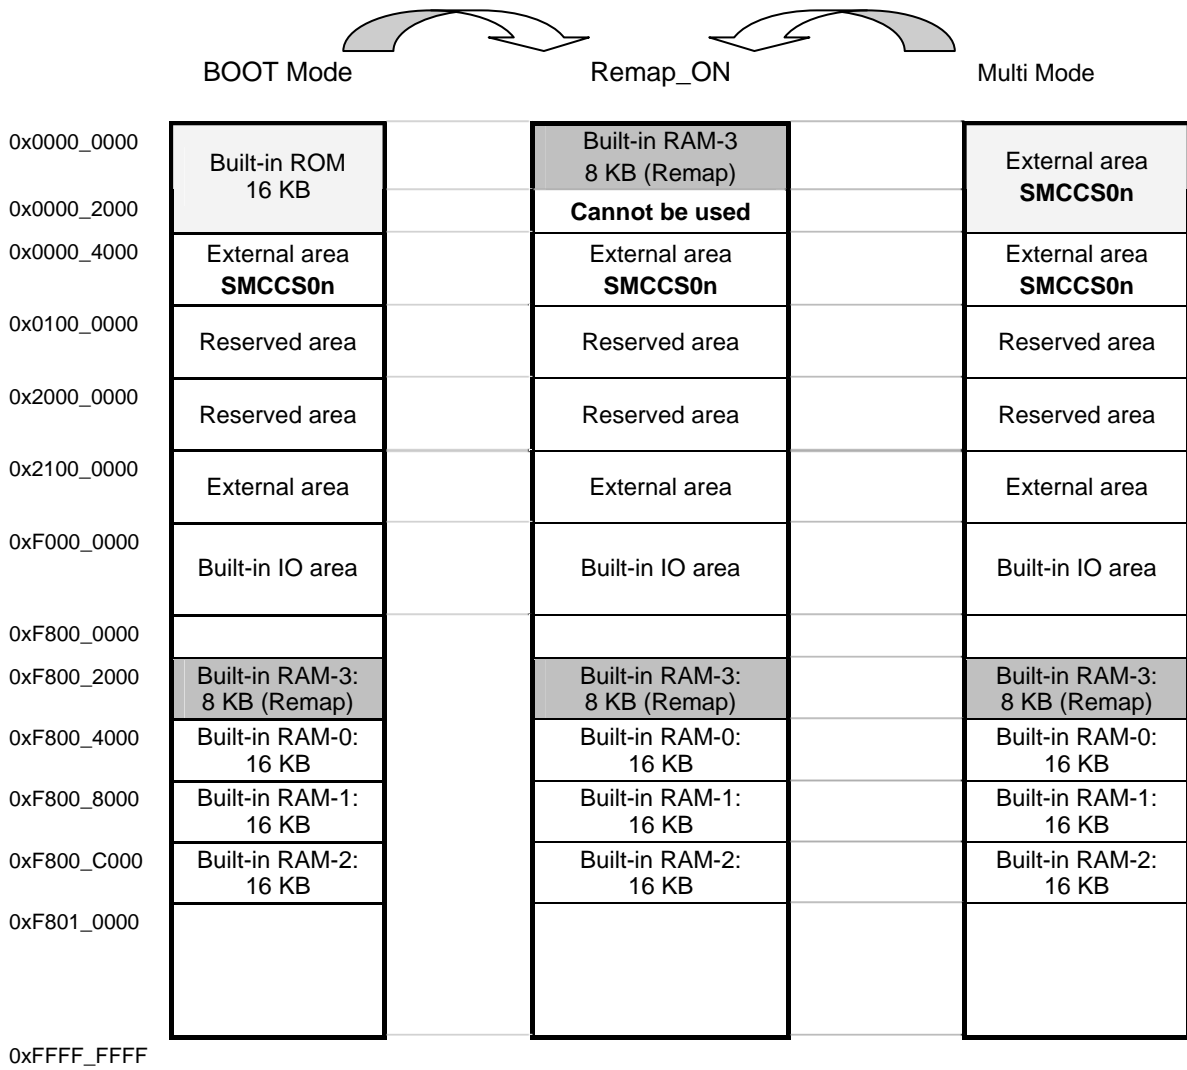 BOOT Mode Remap_ON Multi Mode
0x0000_0000 Built-in ROM Built-in RAM-3 External area
16 KB 8 KB (Remap) SMCCS0n
0x0000_2000 Cannot be used
0x0000_4000 External area External area External area
SMCCS0n SMCCS0n SMCCS0n
0x0100_0000 Reserved area Reserved area Reserved area
0x2000_0000 Reserved area Reserved area Reserved area
0x2100_0000 External area External area External area
0xF000_0000 Built-in IO area Built-in IO area Built-in IO area
0xF800_0000
0xF800_2000 Built-in RAM-3: Built-in RAM-3: Built-in RAM-3:
8 KB (Remap) 8 KB (Remap) 8 KB (Remap)
0xF800_4000 Built-in RAM-0: Built-in RAM-0: Built-in RAM-0:
16 KB 16 KB 16 KB
0xF800_8000 Built-in RAM-1: Built-in RAM-1: Built-in RAM-1:
16 KB 16 KB 16 KB
0xF800_C000 Built-in RAM-2: Built-in RAM-2: Built-in RAM-2:
16 KB 16 KB 16 KB
0xF801_0000
0xFFFF_FFFF